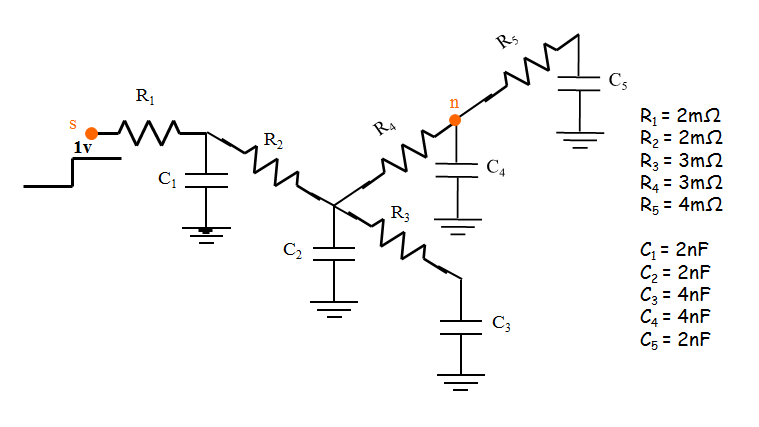 R₅
C₅
R₁
n
s
R₄
1v
R₂
C₄
C₁
R₃
C₂
C₃
R₁ = 2mΩ
R₂ = 2mΩ
R₃ = 3mΩ
R₄ = 3mΩ
R₅ = 4mΩ
C₁ = 2nF
C₂ = 2nF
C₃ = 4nF
C₄ = 4nF
C₅ = 2nF